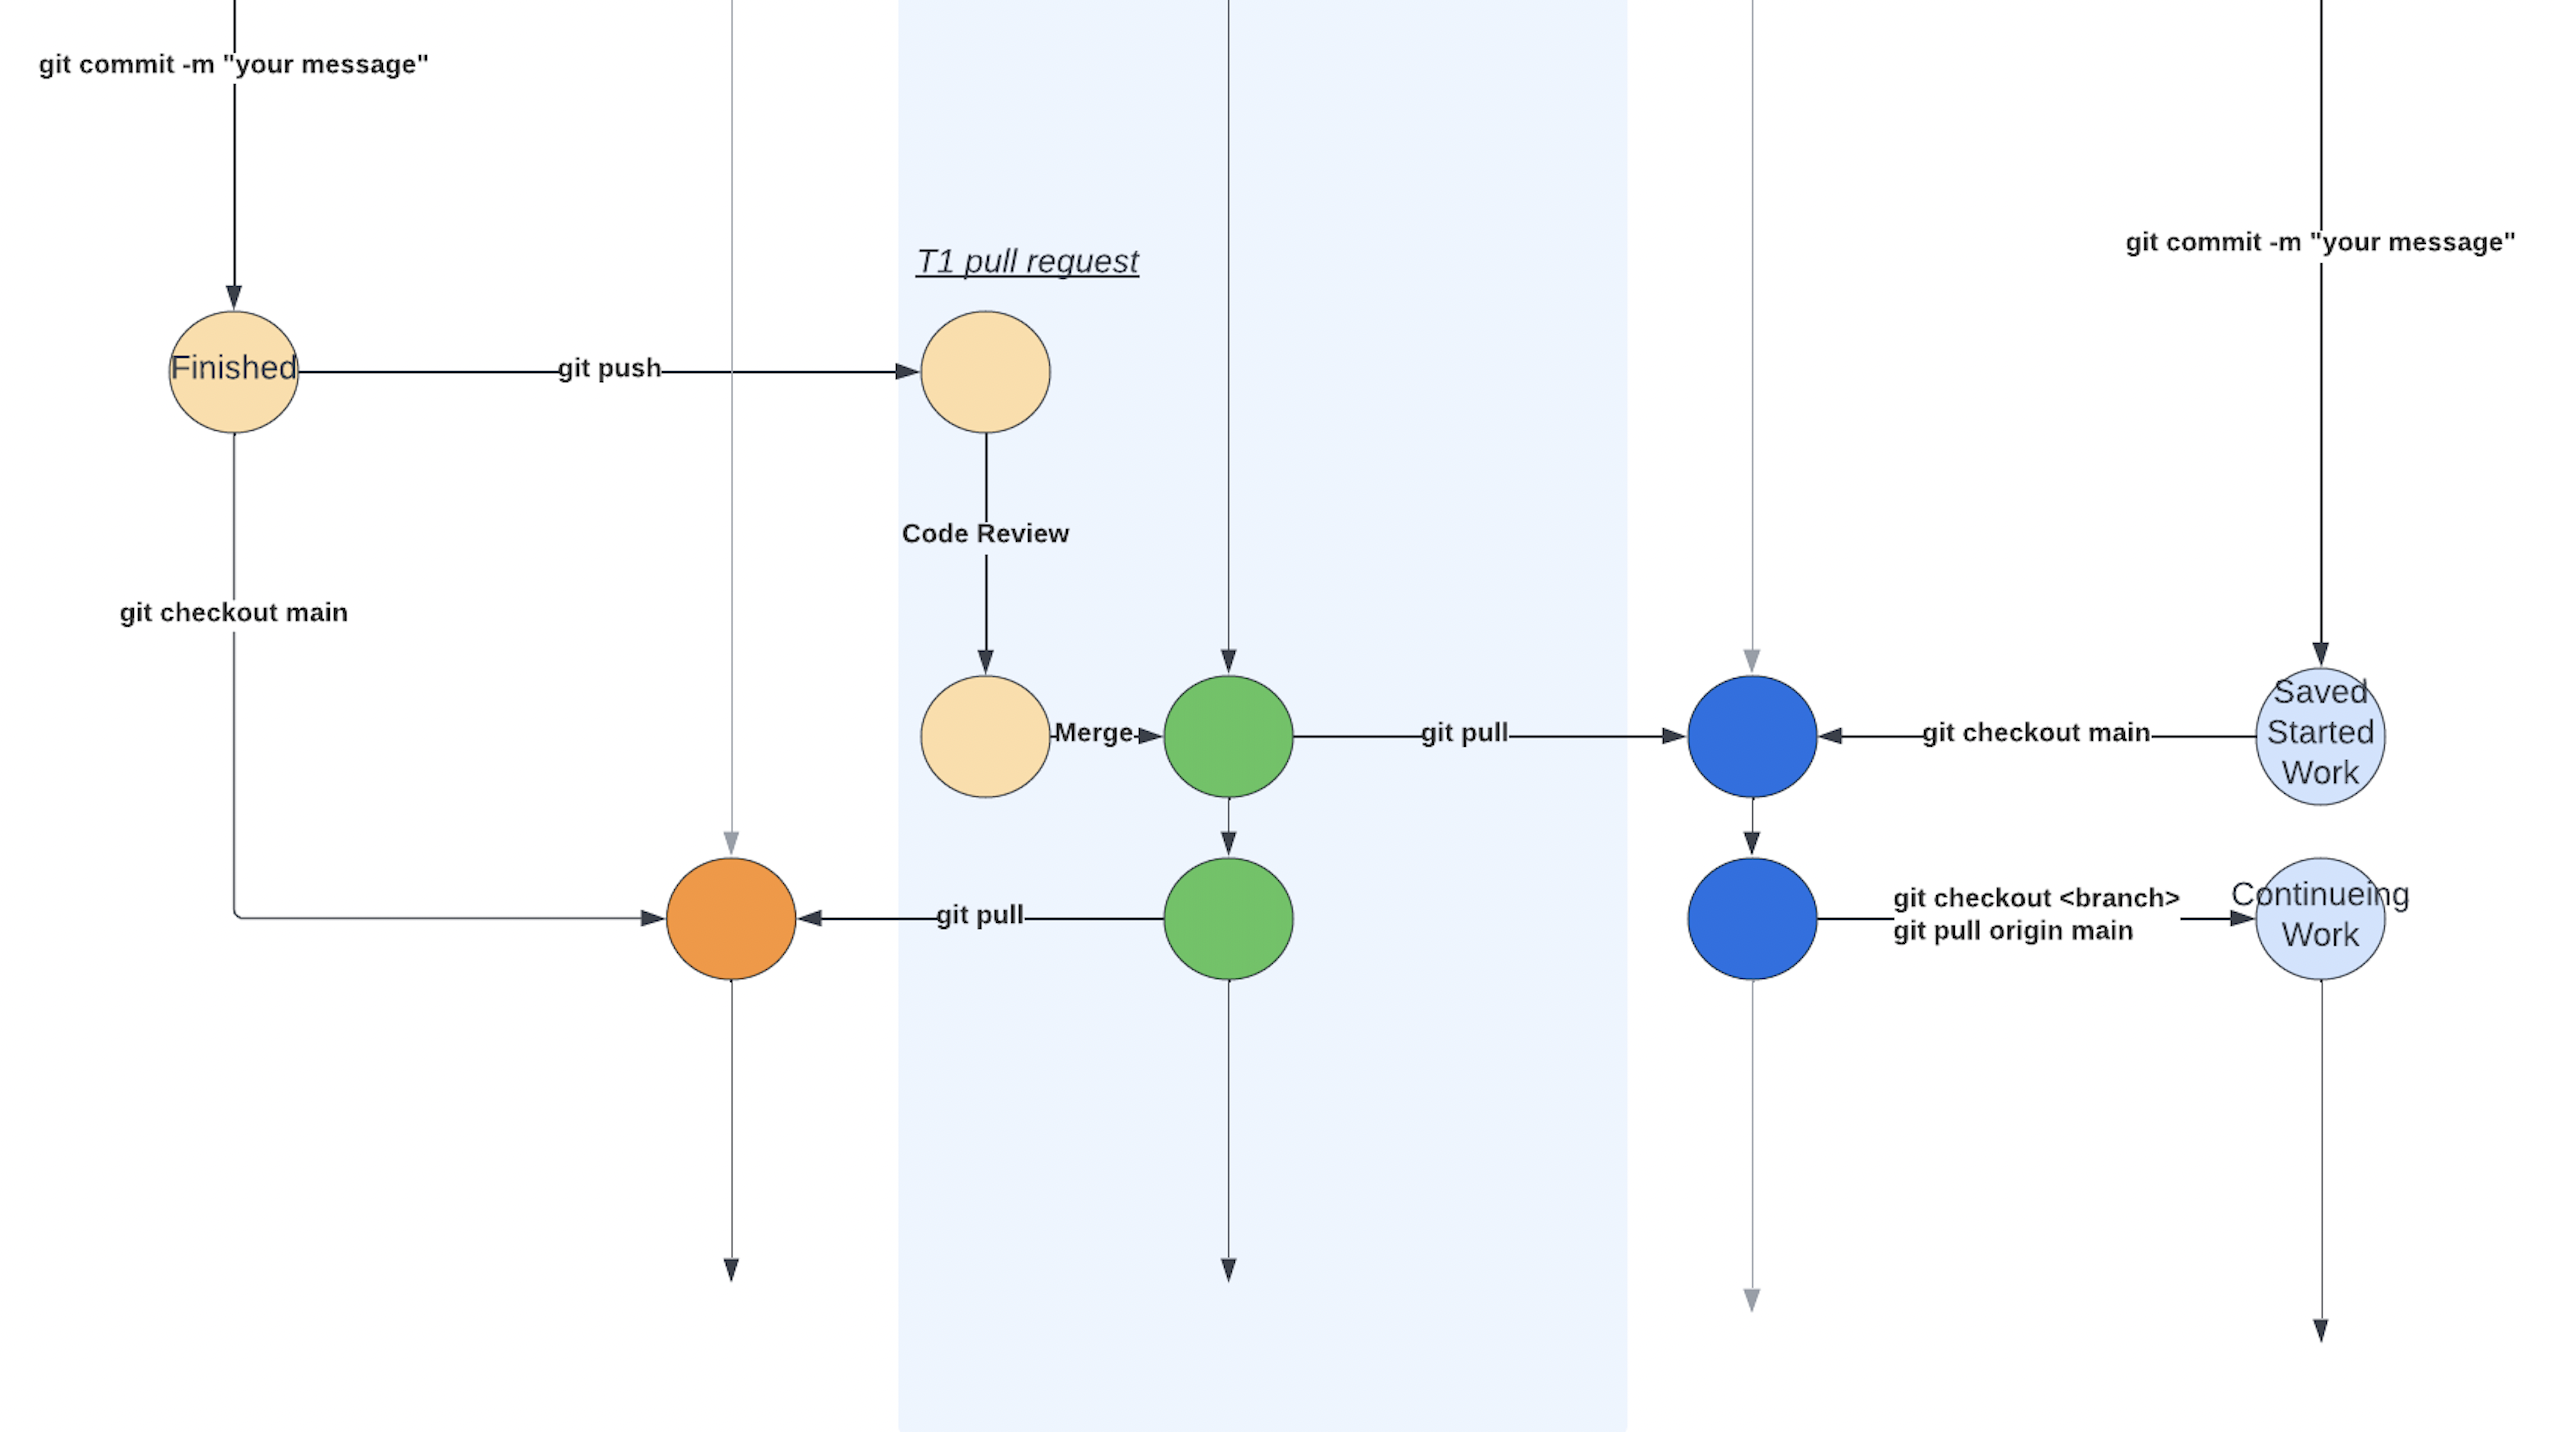 git commit -m "your message"
git commit -m "your message"
T1 pull reguest
Finished
git push
Code Review
git checkout main
Saved
Started
Work
Merge
git pull
git checkout main
git pull
git checkout <branch>
git pull origin main
Continueing
Work